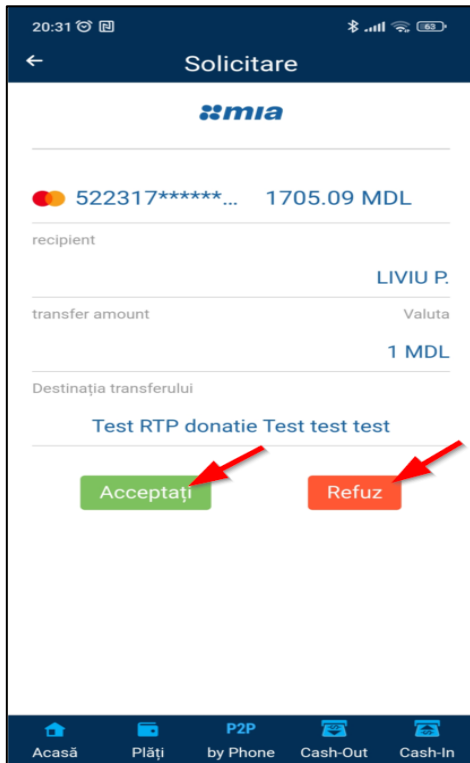 20:31 63
Solicitare
mia
522317******... 1705.09 MDL
recipient
LIVIU P.
transfer amount Valuta
1 MDL
Destinația transferului
Test RTP donatie Test test test
Acceptați Refuz
P2P
Acasă Plăți by Phone Cash-Out Cash-In